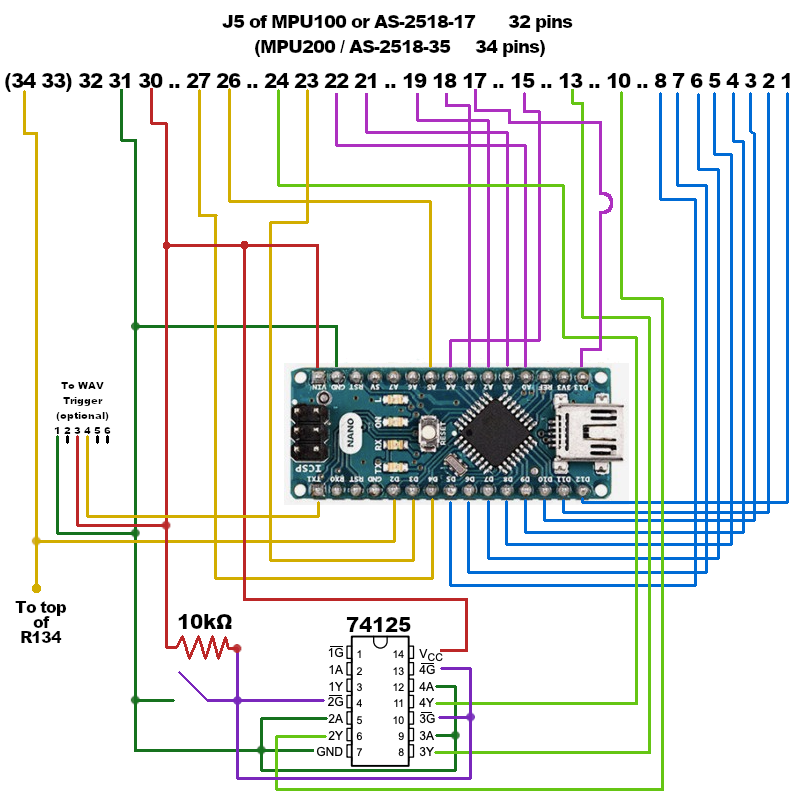 J5 of MPU100 or AS-2518-17 32 pins
(MPU200 / AS-2518-35 34 pins)
(34 33) 32 31 30 .. 27 26 .. 24 23 22 21 .. 19 18 17 .. 15 .. 13 .. 10 .. 8 7 6 5 4 3 2 1
To WAV
Trigger
(optional)
1 2 3 4 5 6
VIN GND RST 5V A7 A6 A5 A4 A3 A2 A1 A0 REF 3V3 D13
ON
RX
TX
NANO
RESET
ICSP
TX1 RX0 RST GND D2 D3 D4 D5 D6 D7 D8 D9 D10 D11 D12
To top
of
R134
10kΩ
74125
1G 1 14 VCC
1A 2 13 4G
1Y 3 12 4A
2G 4 11 4Y
2A 5 10 3G
2Y 6 9 3A
GND 7 8 3Y